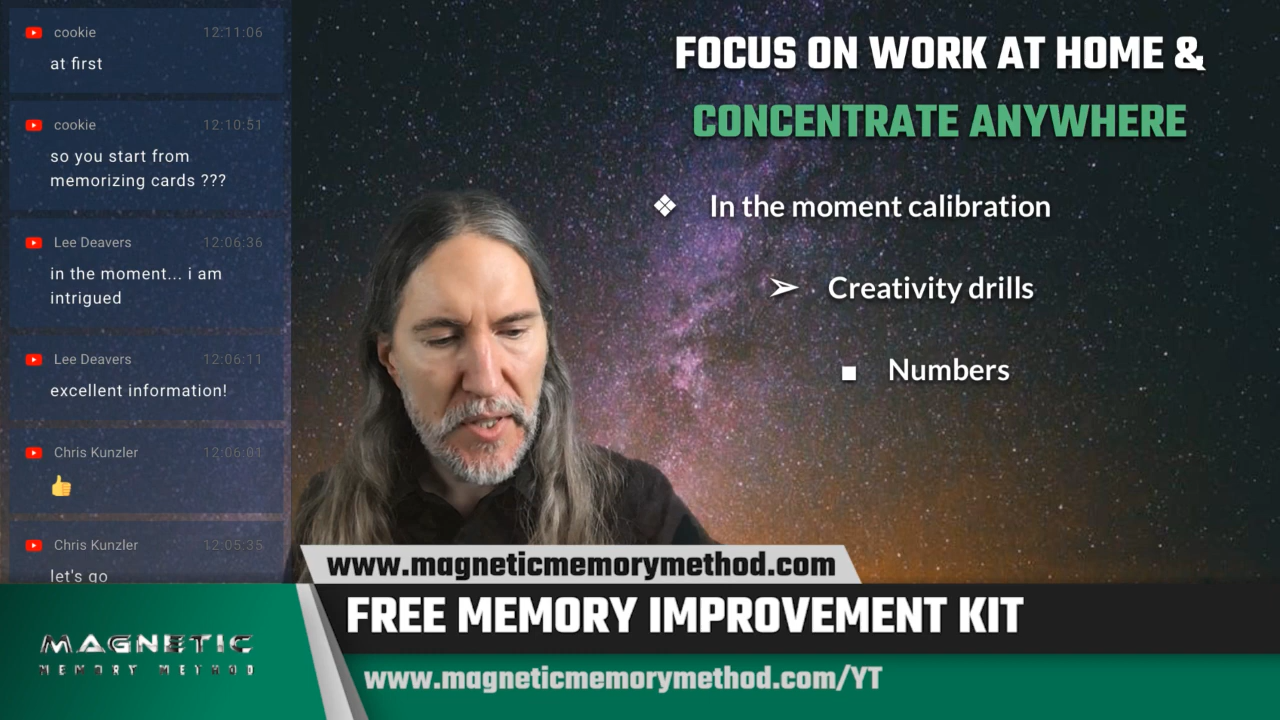 cookie 12:11:06
at first
cookie 12:10:51
so you start from
memorizing cards ???
Lee Deavers 12:06:36
in the moment... i am
intrigued
Lee Deavers 12:06:11
excellent information!
Chris Kunzler 12:06:01
👍
Chris Kunzler 12:05:35
let's go
FOCUS ON WORK AT HOME &
CONCENTRATE ANYWHERE
❖ In the moment calibration
➢ Creativity drills
▪ Numbers
www.magneticmemorymethod.com
FREE MEMORY IMPROVEMENT KIT
www.magneticmemorymethod.com/YT
MAGNETIC
MEMORY METHOD